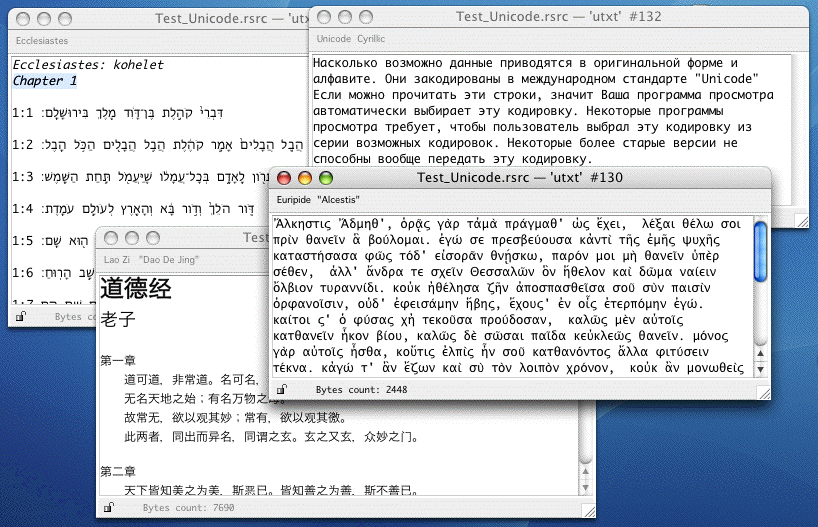 Test_Unicode.rsrc — 'utxt
Ecclesiastes
Ecclesiastes: kohelet
Chapter 1
1:1 דִּבְרֵי֙ קֹהֶ֣לֶת בֶּן־דָּוִ֔ד מֶ֖לֶךְ בִּירוּשָׁלִָֽם׃
1:2 הֲבֵ֤ל הֲבָלִים֙ אָמַ֣ר קֹהֶ֔לֶת הֲבֵ֥ל הֲבָלִ֖ים הַכֹּ֥ל הָֽבֶל׃
1:3 לָֽאָדָ֑ם בְּכָל־עֲמָל֔וֹ שֶֽׁיַּעֲמֹ֖ל תַּ֥חַת הַשָּֽׁמֶשׁ׃
1:4 דּ֤וֹר הֹלֵךְ֙ וְד֣וֹר בָּ֔א וְהָאָ֖רֶץ לְעוֹלָ֥ם עֹמָֽדֶת׃
1:5 ה֖וּא שָֽׁם׃
1:6 שָׁ֥ב הָרֽוּחַ׃
1:7
Bytes co
Test_Unicode.rsrc — 'utxt' #132
Unicode Cyrillic
Насколько возможно данные приводятся в оригинальной форме и
алфавите. Они закодированы в международном стандарте "Unicode"
Если можно прочитать эти строки, значит Ваша программа просмотра
автоматически выбирает эту кодировку. Некоторые программы
просмотра требует, чтобы пользователь выбрал эту кодировку из
серии возможных кодировок. Некоторые более старые версии не
способны вообще передать эту кодировку.
Test_Unicode.rsrc — 'utxt' #130
Euripide "Alcestis"
Ἄλκηστις Ἄδμηθ', ὁρᾷς γὰρ τἀμὰ πράγμαθ' ὡς ἔχει, λέξαι θέλω σοι
πρὶν θανεῖν ἃ βούλομαι. ἐγώ σε πρεσβεύουσα κἀντὶ τῆς ἐμῆς ψυχῆς
καταστήσασα φῶς τόδ' εἰσορᾶν θνῄσκω, παρόν μοι μὴ θανεῖν ὑπὲρ
σέθεν, ἀλλ' ἄνδρα τε σχεῖν Θεσσαλῶν ὃν ἤθελον καὶ δῶμα ναίειν
ὄλβιον τυραννίδι. κοὐκ ἠθέλησα ζῆν ἀποσπασθεῖσα σοῦ σὺν παισὶν
ὀρφανοῖσιν, οὐδ' ἐφεισάμην ἥβης, ἔχουσ' ἐν οἷς ἐτερπόμην ἐγώ.
καίτοι ς' ὁ φύσας χἠ τεκοῦσα προύδοσαν, καλῶς μὲν αὐτοῖς
κατθανεῖν ἧκον βίου, καλῶς δὲ σῶσαι παῖδα κεὐκλεῶς θανεῖν. μόνος
γὰρ αὐτοῖς ἦσθα, κοὔτις ἐλπὶς ἦν σοῦ κατθανόντος ἄλλα φιτύσειν
τέκνα. κἀγώ τ' ἂν ἔζων καὶ σὺ τὸν λοιπὸν χρόνον, κοὐκ ἂν μονωθεὶς
Bytes count: 2448
Test
Lao Zi "Dao De Jing"
道德经
老子
第一章
道可道，非常道。名可名，
无名天地之始；有名万物之
故常无，欲以观其妙；常有，欲以观其徼。
此两者，同出而异名，同谓之玄。玄之又玄，众妙之门。
第二章
天下皆知美之为美，斯恶已。皆知善之为善，斯不善已。
Bytes count: 7690